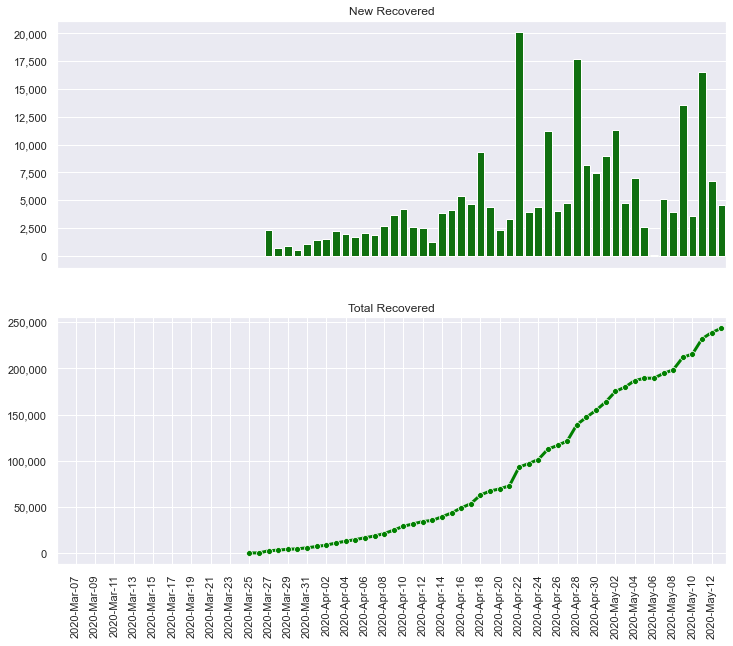 New Recovered
20,000
17,500
15,000
12,500
10,000
7,500
5,000
2,500
0
Total Recovered
250,000
200,000
150,000
100,000
50,000
0
2020-Mar-07
2020-Mar-09
2020-Mar-11
2020-Mar-13
2020-Mar-15
2020-Mar-17
2020-Mar-19
2020-Mar-21
2020-Mar-23
2020-Mar-25
2020-Mar-27
2020-Mar-29
2020-Mar-31
2020-Apr-02
2020-Apr-04
2020-Apr-06
2020-Apr-08
2020-Apr-10
2020-Apr-12
2020-Apr-14
2020-Apr-16
2020-Apr-18
2020-Apr-20
2020-Apr-22
2020-Apr-24
2020-Apr-26
2020-Apr-28
2020-Apr-30
2020-May-02
2020-May-04
2020-May-06
2020-May-08
2020-May-10
2020-May-12